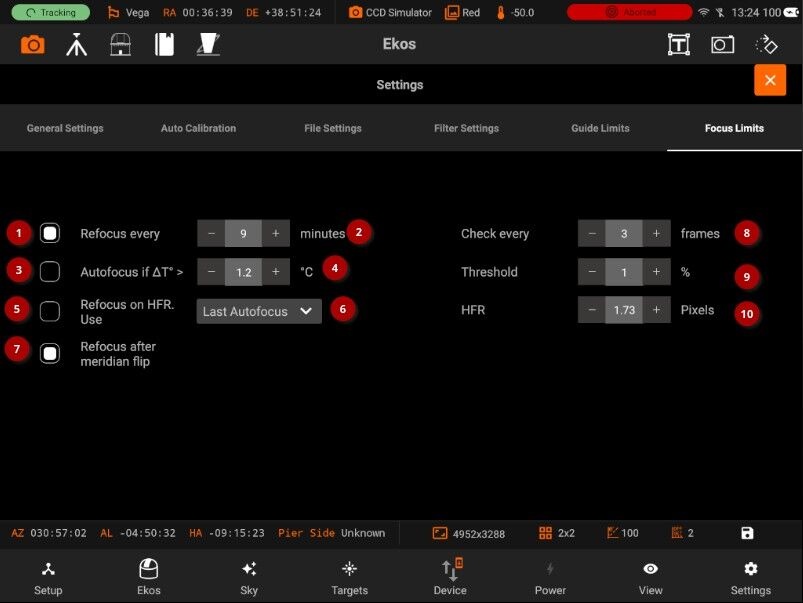 Tracking Vega RA 00:36:39 DE +38:51:24 CCD Simulator Red -50.0 Aborted 13:24 100
Ekos
T
Settings
General Settings Auto Calibration File Settings Filter Settings Guide Limits Focus Limits
1 Refocus every − 9 + minutes 2 Check every − 3 + frames 8
3 Autofocus if ΔT° > − 1.2 + °C 4 Threshold − 1 + % 9
5 Refocus on HFR. Last Autofocus 6 HFR − 1.73 + Pixels 10
Use
7 Refocus after
meridian flip
AZ 030:57:02 AL -04:50:32 HA -09:15:23 Pier Side Unknown 4952x3288 2x2 100 2
Setup Ekos Sky Targets Device Power View Settings